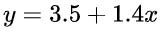 y = 3.5 + 1.4x